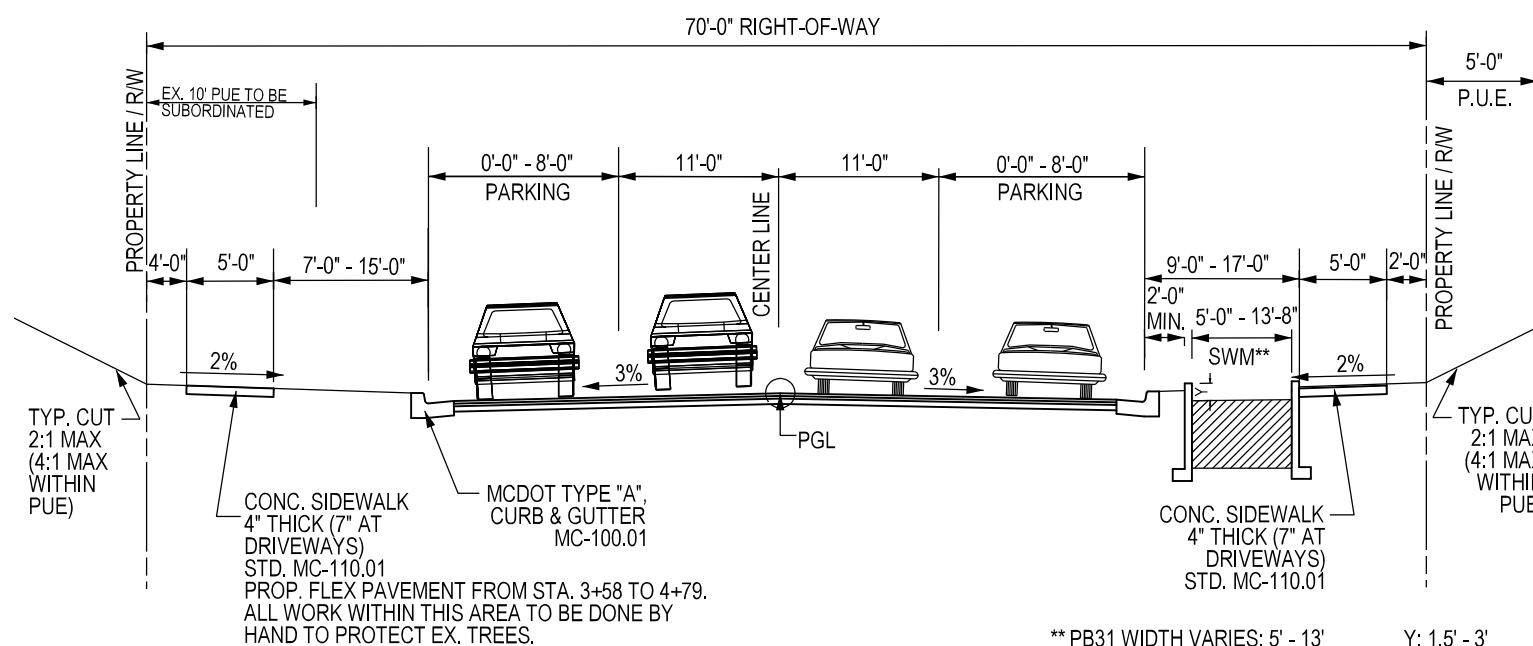 70'-0" RIGHT-OF-WAY
5'-0"
P.U.E.
EX. 10' PUE TO BE
SUBORDINATED
PROPERTY LINE / R/W
0'-0" - 8'-0"
PARKING
11'-0"
CENTER LINE
11'-0"
0'-0" - 8'-0"
PARKING
PROPERTY LINE / R/W
4'-0"
5'-0"
7'-0" - 15'-0"
9'-0" - 17'-0"
5'-0"
2'-0"
2'-0"
MIN.
5'-0" - 13'-8"
SWM**
2%
3%
3%
2%
Y
PGL
TYP. CUT
2:1 MAX
(4:1 MAX
WITHIN
PUE)
CONC. SIDEWALK
4" THICK (7" AT
DRIVEWAYS)
STD. MC-110.01
PROP. FLEX PAVEMENT FROM STA. 3+58 TO 4+79.
ALL WORK WITHIN THIS AREA TO BE DONE BY
HAND TO PROTECT EX. TREES.
MCDOT TYPE "A",
CURB & GUTTER
MC-100.01
CONC. SIDEWALK
4" THICK (7" AT
DRIVEWAYS)
STD. MC-110.01
TYP.
2:1
(4:1
WITHIN
PUE
** PB31 WIDTH VARIES: 5' - 13'
Y: 1.5' - 3'